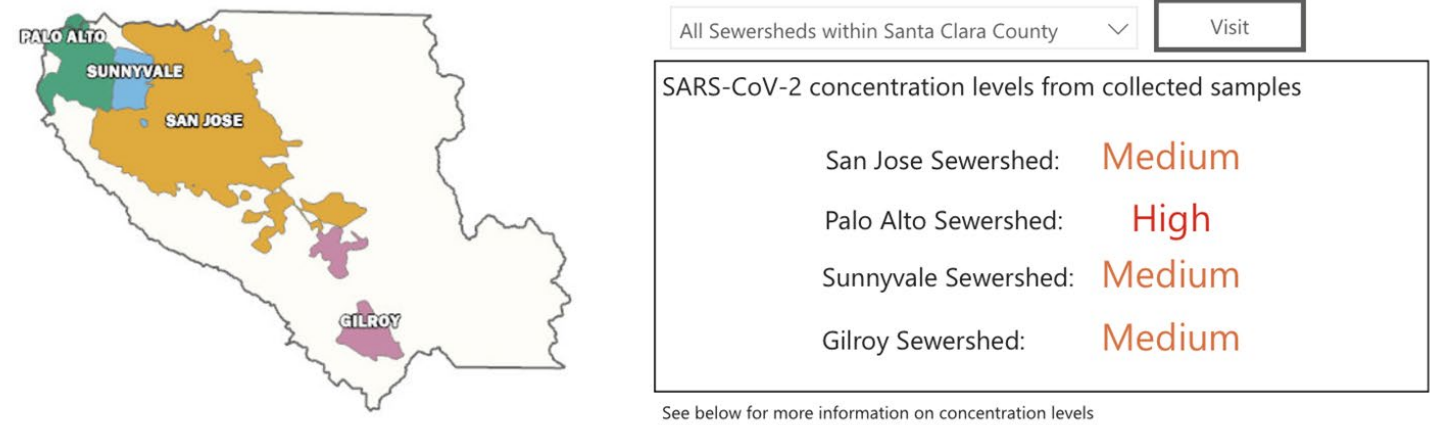 PALO ALTO
SUNNYVALE
SAN JOSE
GILROY
All Sewersheds within Santa Clara County
Visit
SARS-CoV-2 concentration levels from collected samples
San Jose Sewershed: Medium
Palo Alto Sewershed: High
Sunnyvale Sewershed: Medium
Gilroy Sewershed: Medium
See below for more information on concentration levels